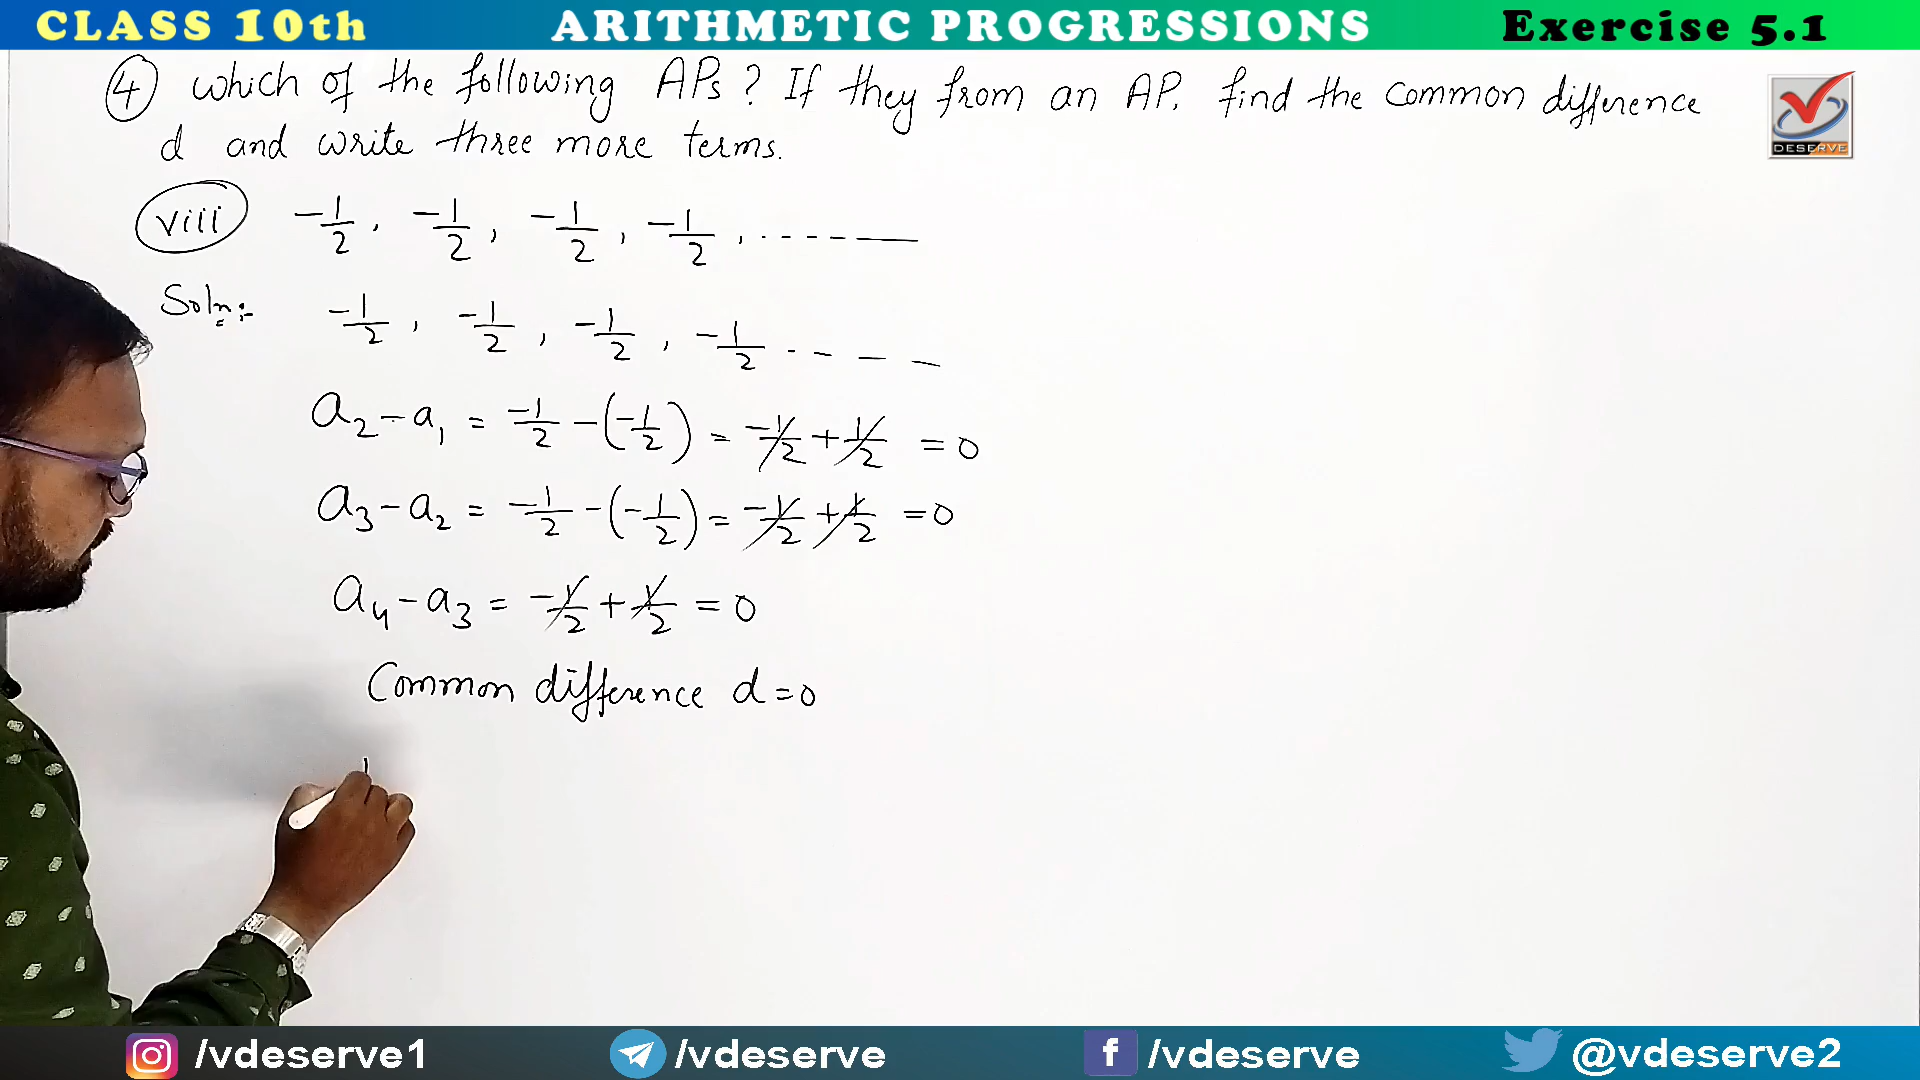 CLASS 10th ARITHMETIC PROGRESSIONS Exercise 5.1
④ Which of the following APs? If they from an AP. find the common difference
d and write three more terms.
DESERVE
viii -1/2, -1/2, -1/2, -1/2, ------
Soln:- -1/2, -1/2, -1/2, -1/2 - - - -
a₂-a₁ = -1/2-(-1/2) = -1/2+1/2 =0
a₃-a₂ = -1/2-(-1/2) = -1/2+1/2 =0
a₄-a₃ = -1/2+1/2 =0
Common difference d=0
/vdeserve1 /vdeserve /vdeserve @vdeserve2